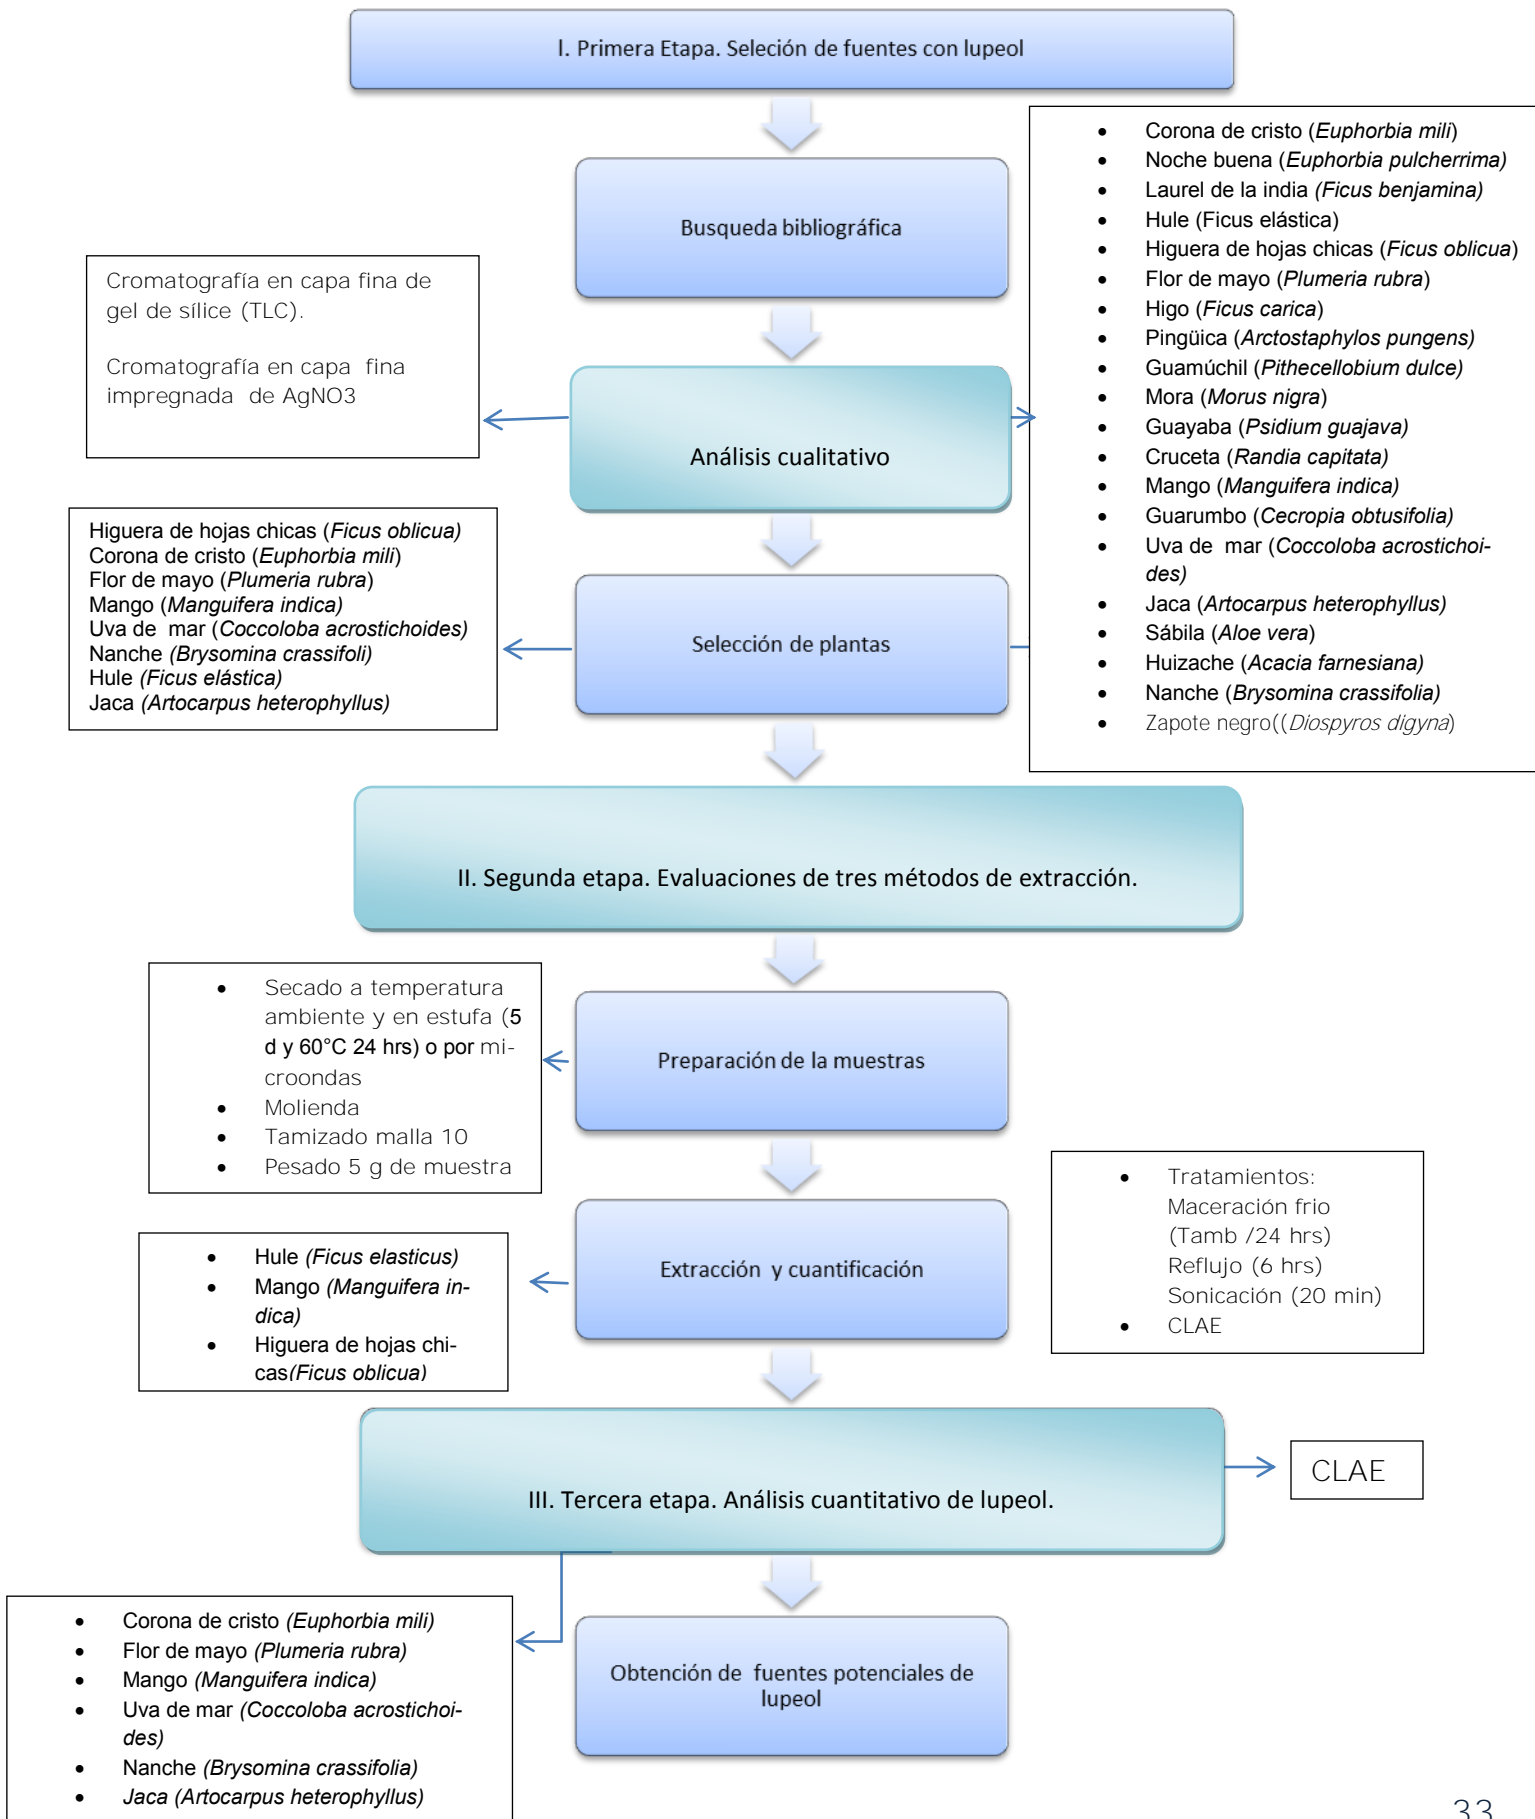 I. Primera Etapa. Seleción de fuentes con lupeol
Busqueda bibliográfica
Cromatografía en capa fina de
gel de sílice (TLC).
Cromatografía en capa  fina
impregnada  de AgNO3
Análisis cualitativo
• Corona de cristo (Euphorbia mili)
• Noche buena (Euphorbia pulcherrima)
• Laurel de la india (Ficus benjamina)
• Hule (Ficus elástica)
• Higuera de hojas chicas (Ficus oblicua)
• Flor de mayo (Plumeria rubra)
• Higo (Ficus carica)
• Pingüica (Arctostaphylos pungens)
• Guamúchil (Pithecellobium dulce)
• Mora (Morus nigra)
• Guayaba (Psidium guajava)
• Cruceta (Randia capitata)
• Mango (Manguifera indica)
• Guarumbo (Cecropia obtusifolia)
• Uva de  mar (Coccoloba acrostichoi-
des)
• Jaca (Artocarpus heterophyllus)
• Sábila (Aloe vera)
• Huizache (Acacia farnesiana)
• Nanche (Brysomina crassifolia)
• Zapote negro((Diospyros digyna)
Higuera de hojas chicas (Ficus oblicua)
Corona de cristo (Euphorbia mili)
Flor de mayo (Plumeria rubra)
Mango (Manguifera indica)
Uva de  mar (Coccoloba acrostichoides)
Nanche (Brysomina crassifoli)
Hule (Ficus elástica)
Jaca (Artocarpus heterophyllus)
Selección de plantas
II. Segunda etapa. Evaluaciones de tres métodos de extracción.
• Secado a temperatura
ambiente y en estufa (5
d y 60°C 24 hrs) o por mi-
croondas
• Molienda
• Tamizado malla 10
• Pesado 5 g de muestra
Preparación de la muestras
• Tratamientos:
Maceración frio
(Tamb /24 hrs)
Reflujo (6 hrs)
Sonicación (20 min)
• CLAE
• Hule (Ficus elasticus)
• Mango (Manguifera in-
dica)
• Higuera de hojas chi-
cas(Ficus oblicua)
Extracción  y cuantificación
III. Tercera etapa. Análisis cuantitativo de lupeol.
CLAE
• Corona de cristo (Euphorbia mili)
• Flor de mayo (Plumeria rubra)
• Mango (Manguifera indica)
• Uva de mar (Coccoloba acrostichoi-
des)
• Nanche (Brysomina crassifolia)
• Jaca (Artocarpus heterophyllus)
Obtención de  fuentes potenciales de
lupeol
33